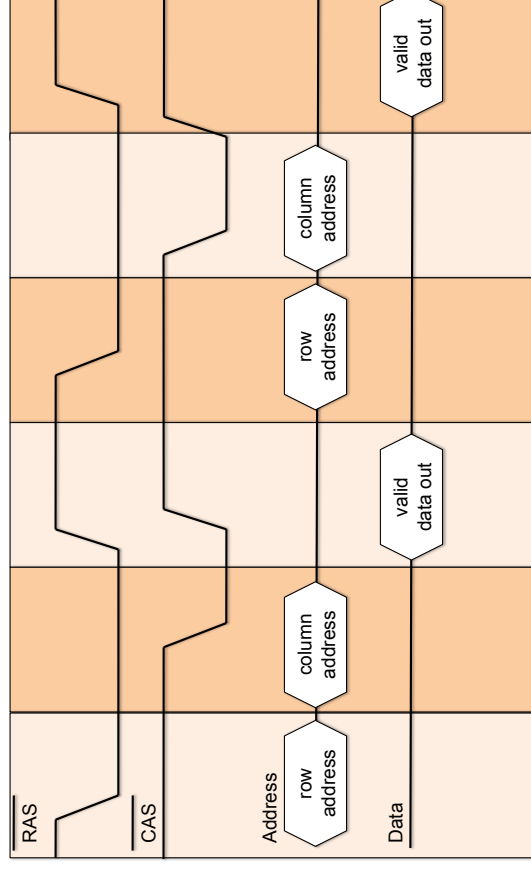 RAS
CAS
Address
row
address
column
address
row
address
column
address
Data
valid
data out
valid
data out